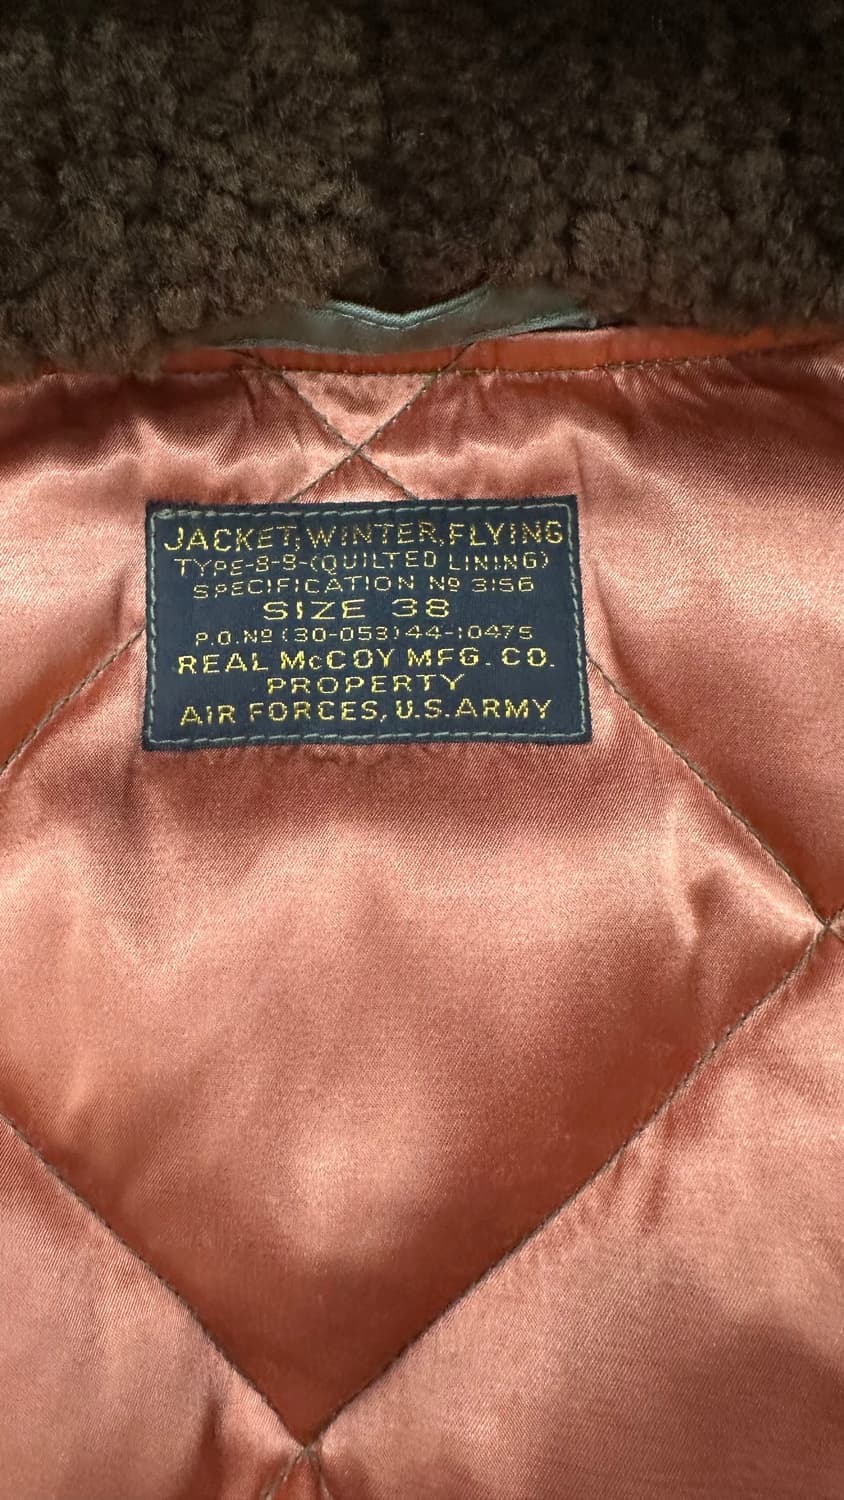 JACKET, WINTER, FLYING
TYPE-B-9-(QUILTED LINING)
SPECIFICATION Nº 3156
SIZE 38
P.O. Nº (30-053) 44-10475
REAL McCOY MFG. CO.
PROPERTY
AIR FORCES, U.S. ARMY